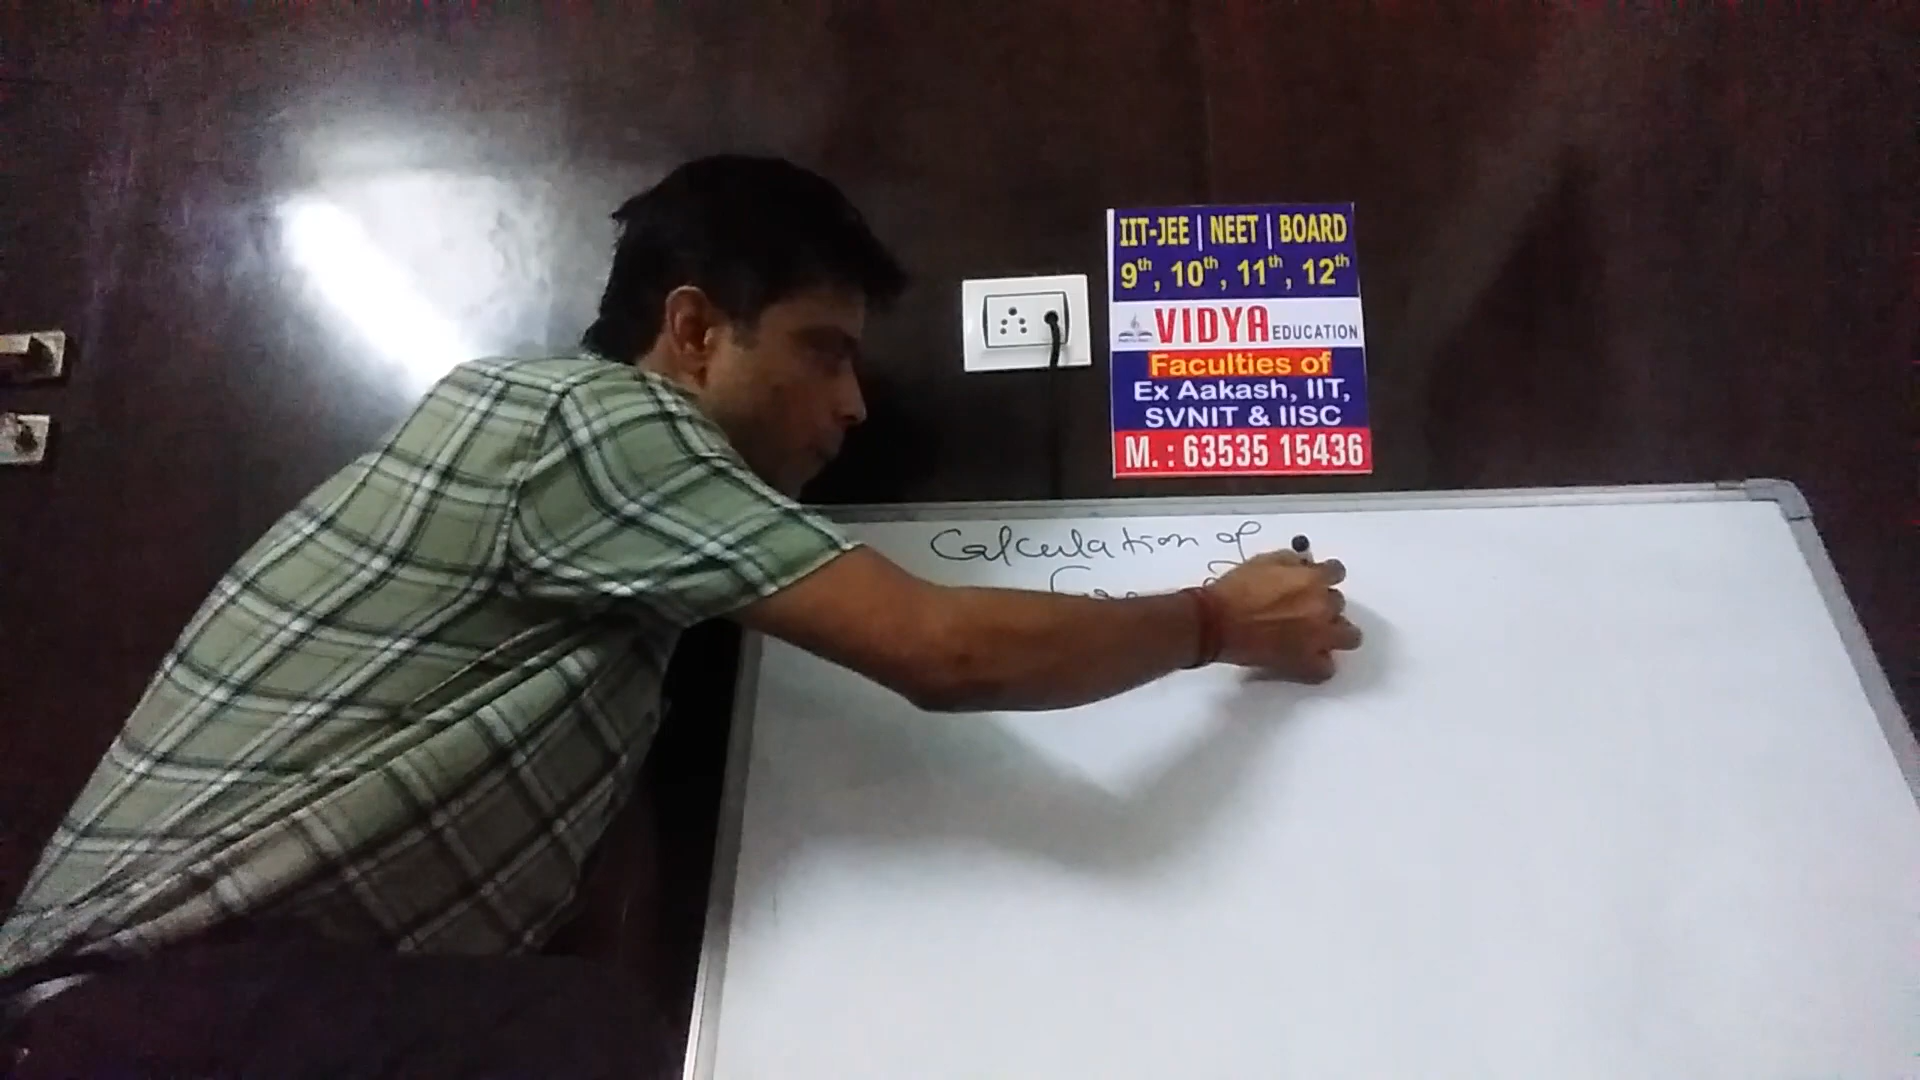 IIT-JEE | NEET | BOARD
9th, 10th, 11th, 12th
VIDYA EDUCATION
Faculties of
Ex Aakash, IIT,
SVNIT & IISC
M. : 63535 15436
Calculation of